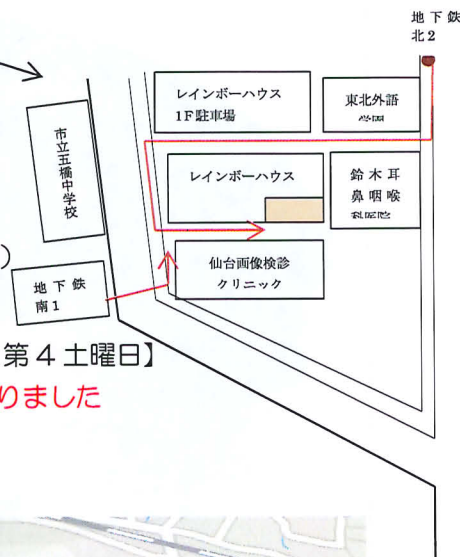 地下鉄
北2
レインボーハウス
1F駐車場
東北外語
市立五橋中学校
レインボーハウス
鈴木耳
鼻咽喉
科医院
仙台画像検診
クリニック
地下鉄
南1
第4土曜日】
りました